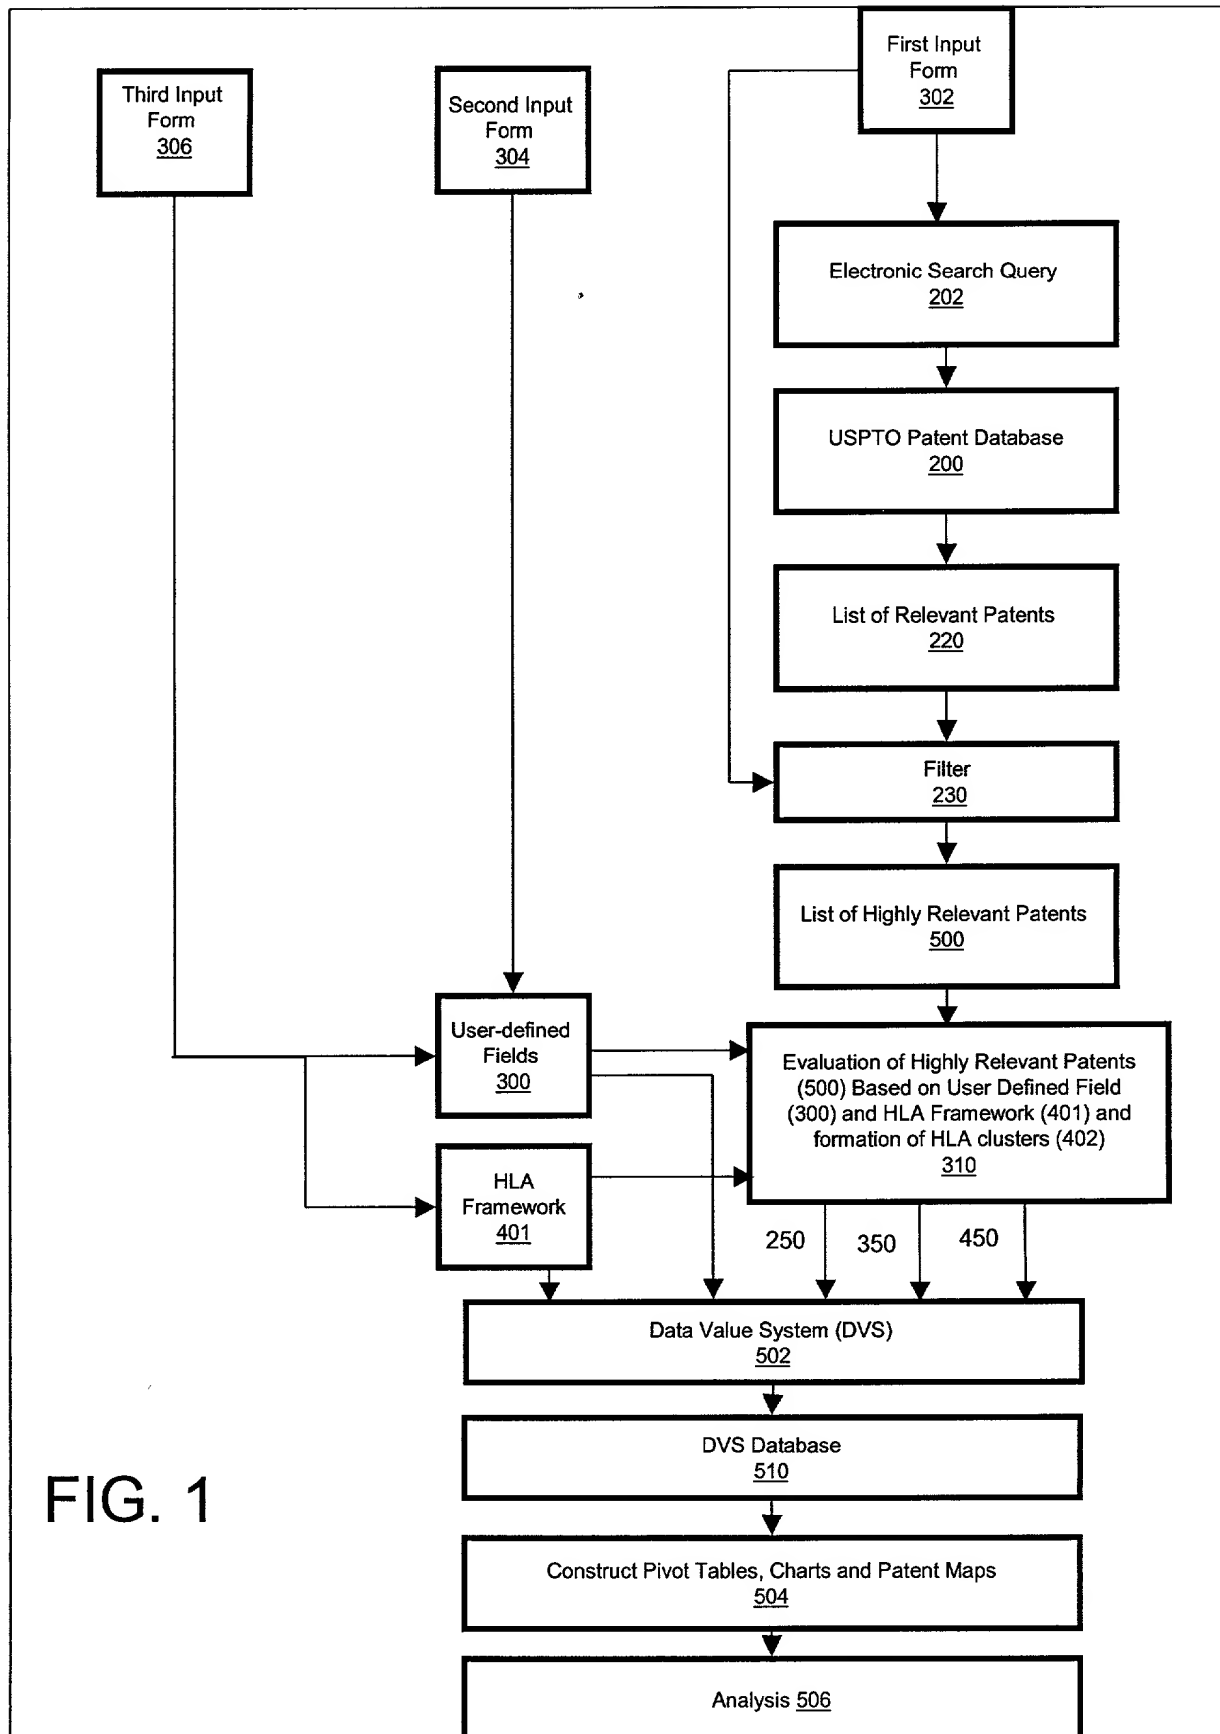 First Input
Form
302
Third Input
Form
306
Second Input
Form
304
Electronic Search Query
202
USPTO Patent Database
200
List of Relevant Patents
220
Filter
230
List of Highly Relevant Patents
500
User-defined
Fields
300
Evaluation of Highly Relevant Patents
(500) Based on User Defined Field
(300) and HLA Framework (401) and
formation of HLA clusters (402)
310
HLA
Framework
401
250
350
450
Data Value System (DVS)
502
DVS Database
510
FIG. 1
Construct Pivot Tables, Charts and Patent Maps
504
Analysis 506